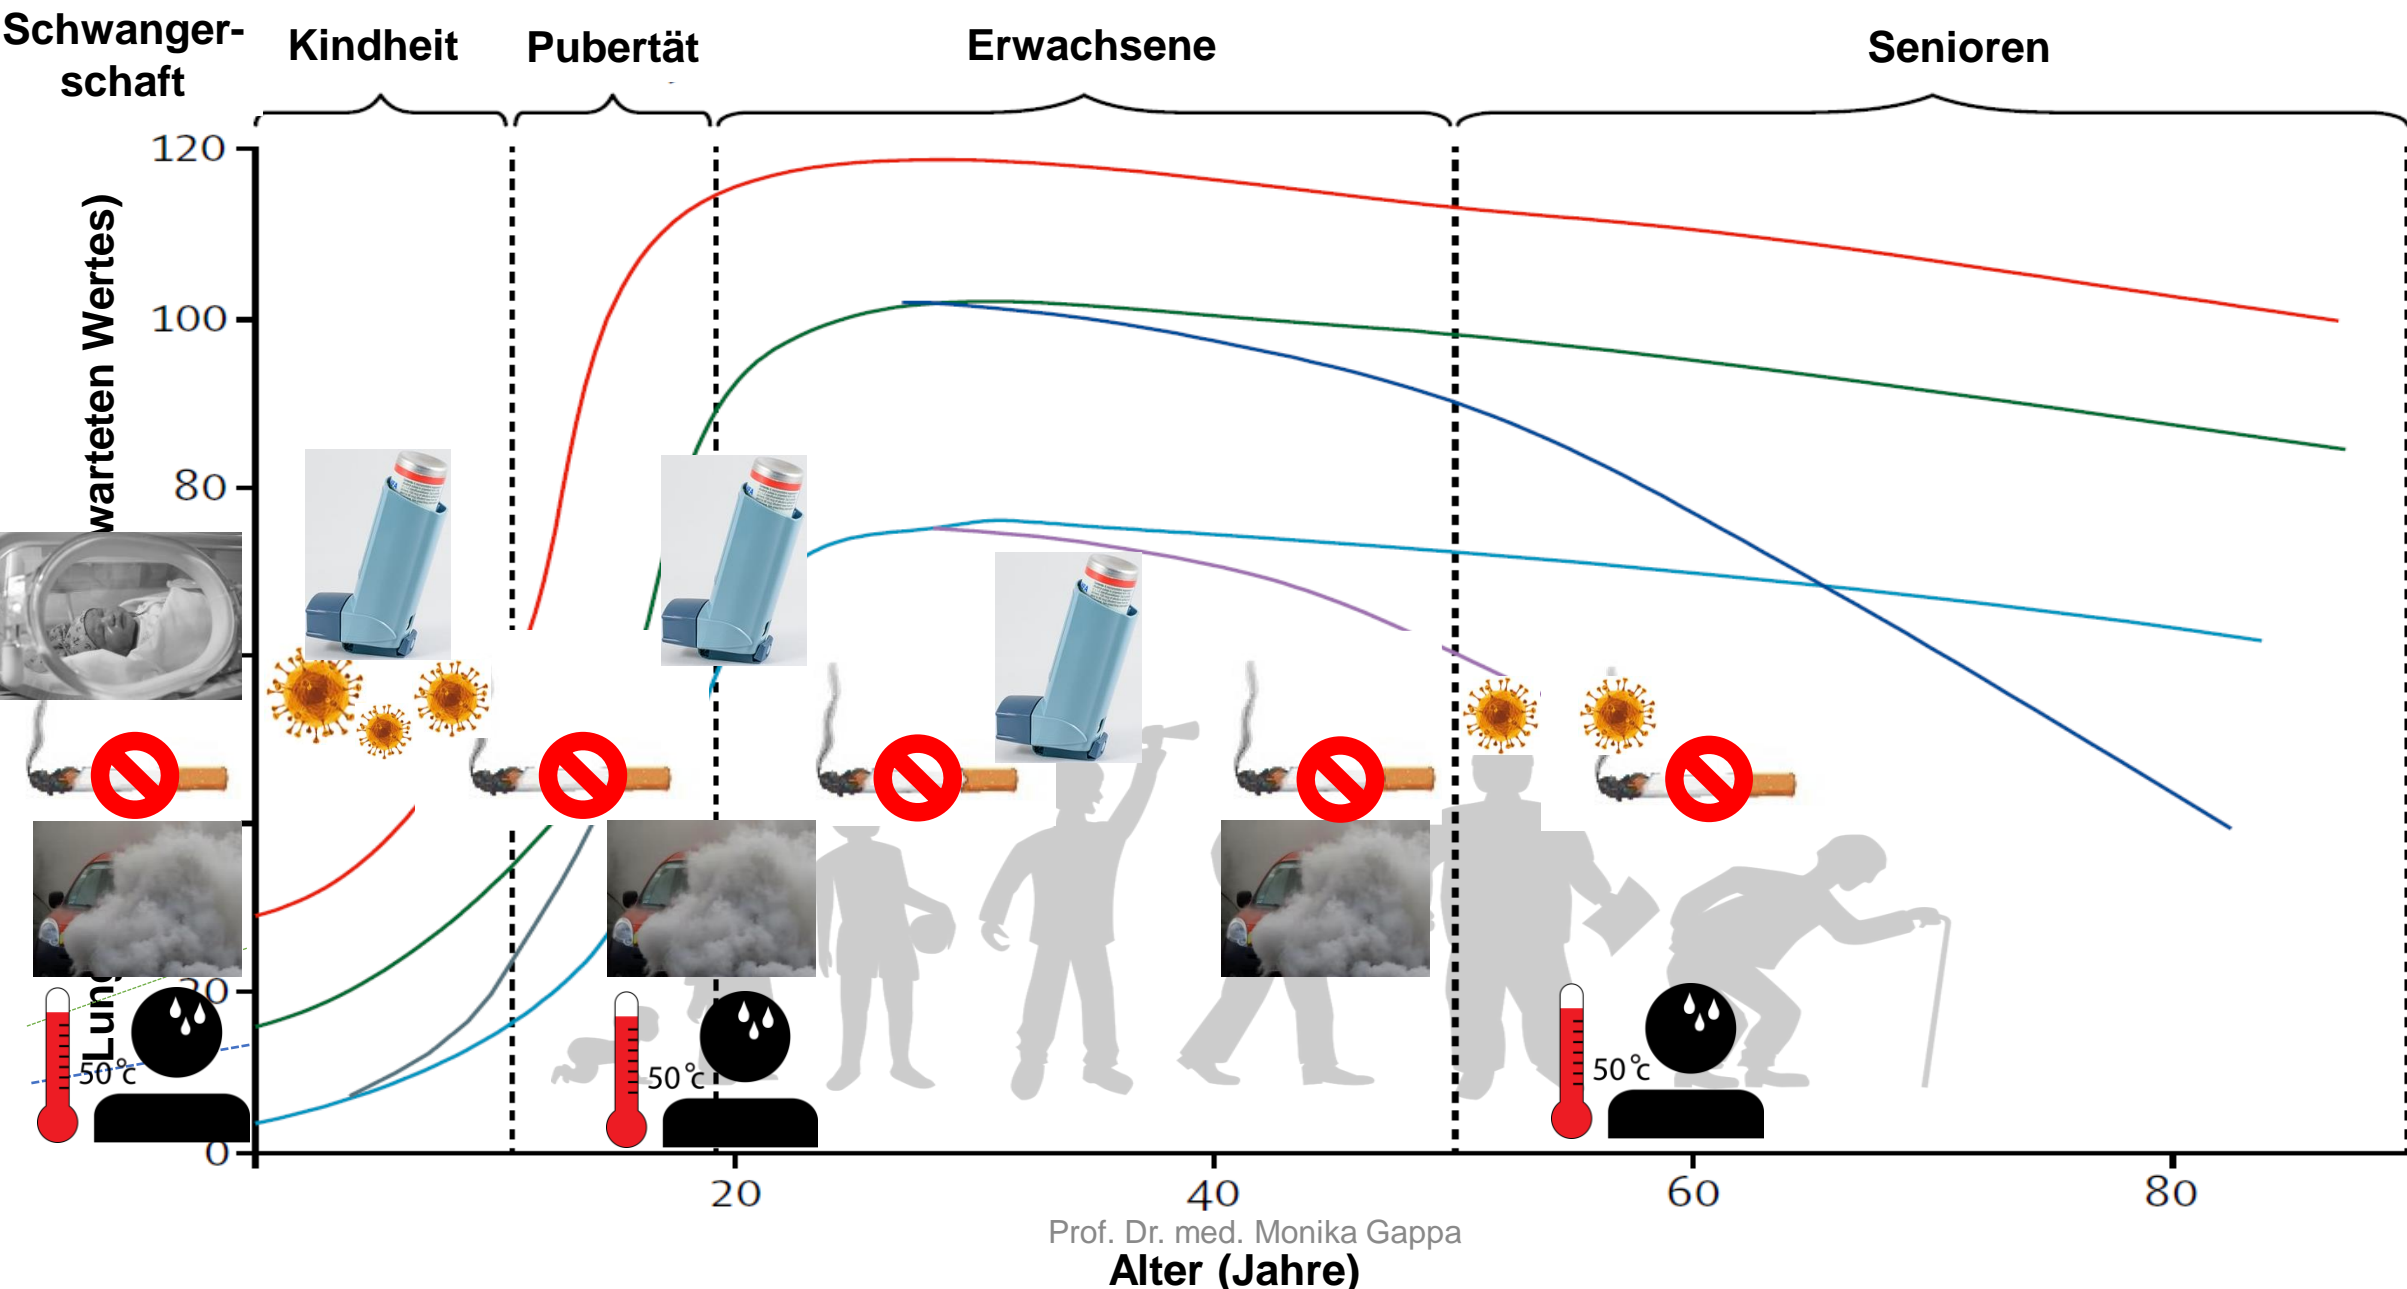 Schwanger-
schaft
Kindheit
Pubertät
Erwachsene
Senioren
120
100
80
20
0
warteten Wertes)
Lung
50°c
50°c
50°c
20
40
60
80
Prof. Dr. med. Monika Gappa
Alter (Jahre)